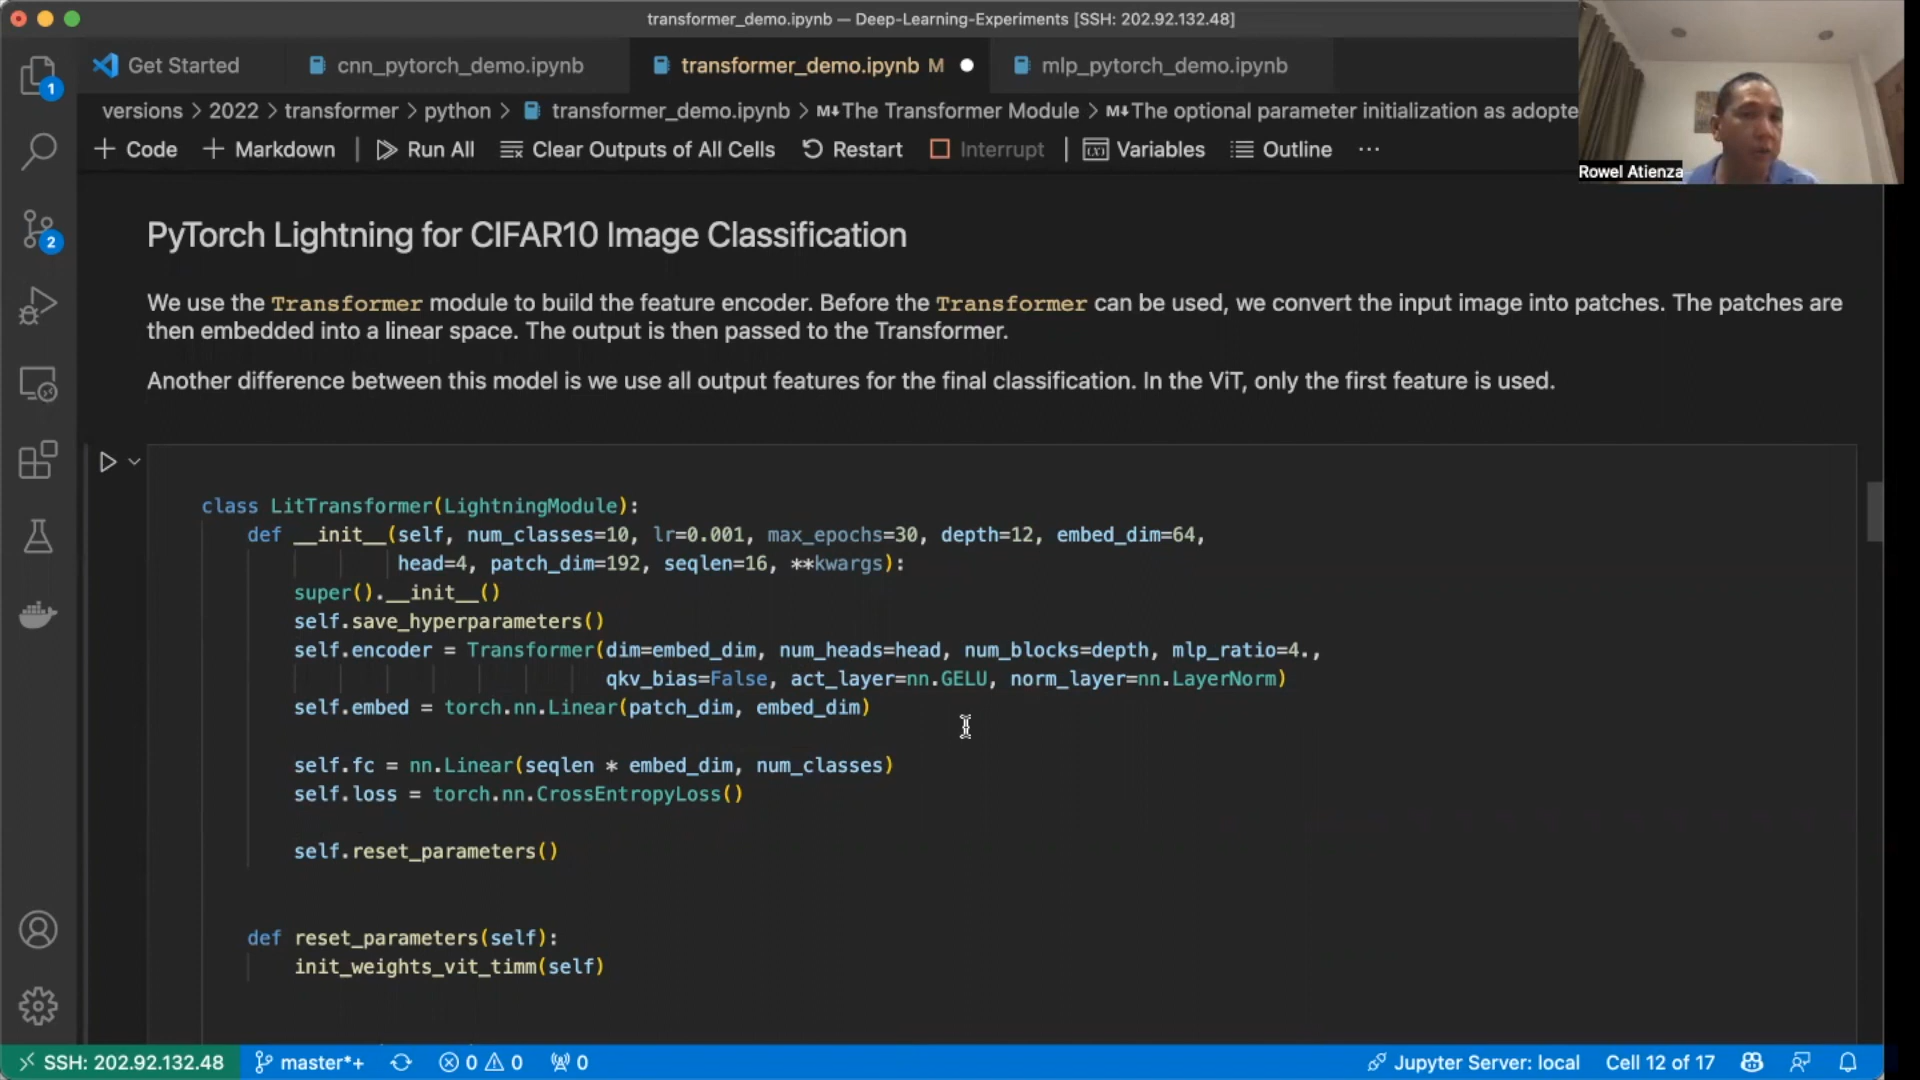 transformer_demo.ipynb — Deep-Learning-Experiments [SSH: 202.92.132.48]
Get Started
cnn_pytorch_demo.ipynb
transformer_demo.ipynb M
mlp_pytorch_demo.ipynb
versions > 2022 > transformer > python > transformer_demo.ipynb > M↓The Transformer Module > M↓The optional parameter initialization as adopte
+ Code + Markdown | Run All Clear Outputs of All Cells Restart Interrupt | Variables Outline ···
Rowel Atienza
1
2
PyTorch Lightning for CIFAR10 Image Classification
We use the Transformer module to build the feature encoder. Before the Transformer can be used, we convert the input image into patches. The patches are
then embedded into a linear space. The output is then passed to the Transformer.
Another difference between this model is we use all output features for the final classification. In the ViT, only the first feature is used.
class LitTransformer(LightningModule):
def __init__(self, num_classes=10, lr=0.001, max_epochs=30, depth=12, embed_dim=64,
head=4, patch_dim=192, seqlen=16, **kwargs):
super().__init__()
self.save_hyperparameters()
self.encoder = Transformer(dim=embed_dim, num_heads=head, num_blocks=depth, mlp_ratio=4.,
qkv_bias=False, act_layer=nn.GELU, norm_layer=nn.LayerNorm)
self.embed = torch.nn.Linear(patch_dim, embed_dim)
self.fc = nn.Linear(seqlen * embed_dim, num_classes)
self.loss = torch.nn.CrossEntropyLoss()
self.reset_parameters()
def reset_parameters(self):
init_weights_vit_timm(self)
SSH: 202.92.132.48 master*+ 0 0 0 Jupyter Server: local Cell 12 of 17